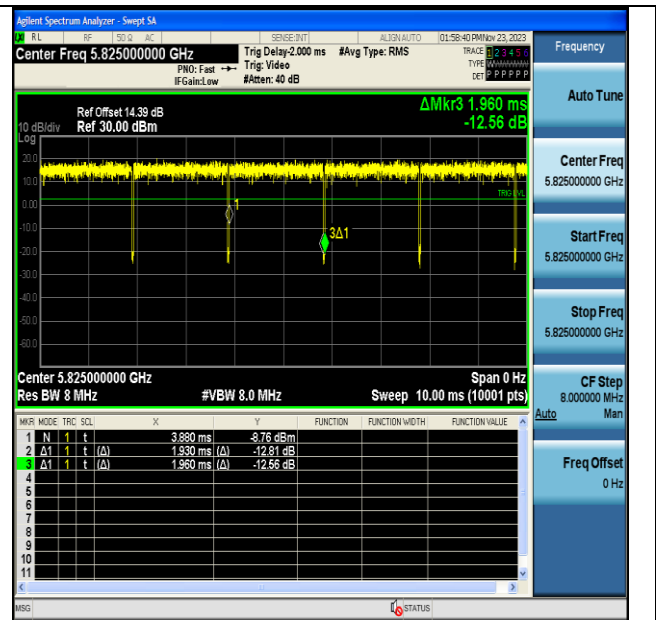 Agilent Spectrum Analyzer - Swept SA
RL RF 50 Ω AC SENSE:INT ALIGN AUTO 01:58:40 PM Nov 23, 2023
Center Freq 5.825000000 GHz
PNO: Fast
IFGain:Low
Trig Delay-2.000 ms
Trig: Video
#Atten: 40 dB
#Avg Type: RMS
TRACE 1 2 3 4 5 6
TYPE
DET P P P P P P
Frequency
Auto Tune
Center Freq
5.825000000 GHz
Start Freq
5.825000000 GHz
Stop Freq
5.825000000 GHz
CF Step
8.000000 MHz
Auto Man
Freq Offset
0 Hz
ΔMkr3 1.960 ms
-12.56 dB
Ref Offset 14.39 dB
10 dB/div Ref 30.00 dBm
Log
20.0
10.0
0.00
-10.0
-20.0
-30.0
-40.0
-50.0
-60.0
TRIG LVL
1
3Δ1
Center 5.825000000 GHz Span 0 Hz
Res BW 8 MHz #VBW 8.0 MHz Sweep 10.00 ms (10001 pts)
MKR MODE TRC SCL X Y FUNCTION FUNCTION WIDTH FUNCTION VALUE
1 N 1 t 3.880 ms -8.76 dBm
2 Δ1 1 t (Δ) 1.930 ms (Δ) -12.81 dB
3 Δ1 1 t (Δ) 1.960 ms (Δ) -12.56 dB
4
5
6
7
8
9
10
11
MSG STATUS